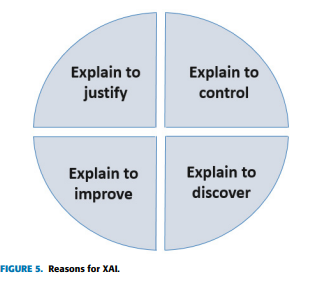 Explain to
justify
Explain to
control
Explain to
improve
Explain to
discover
FIGURE 5. Reasons for XAI.